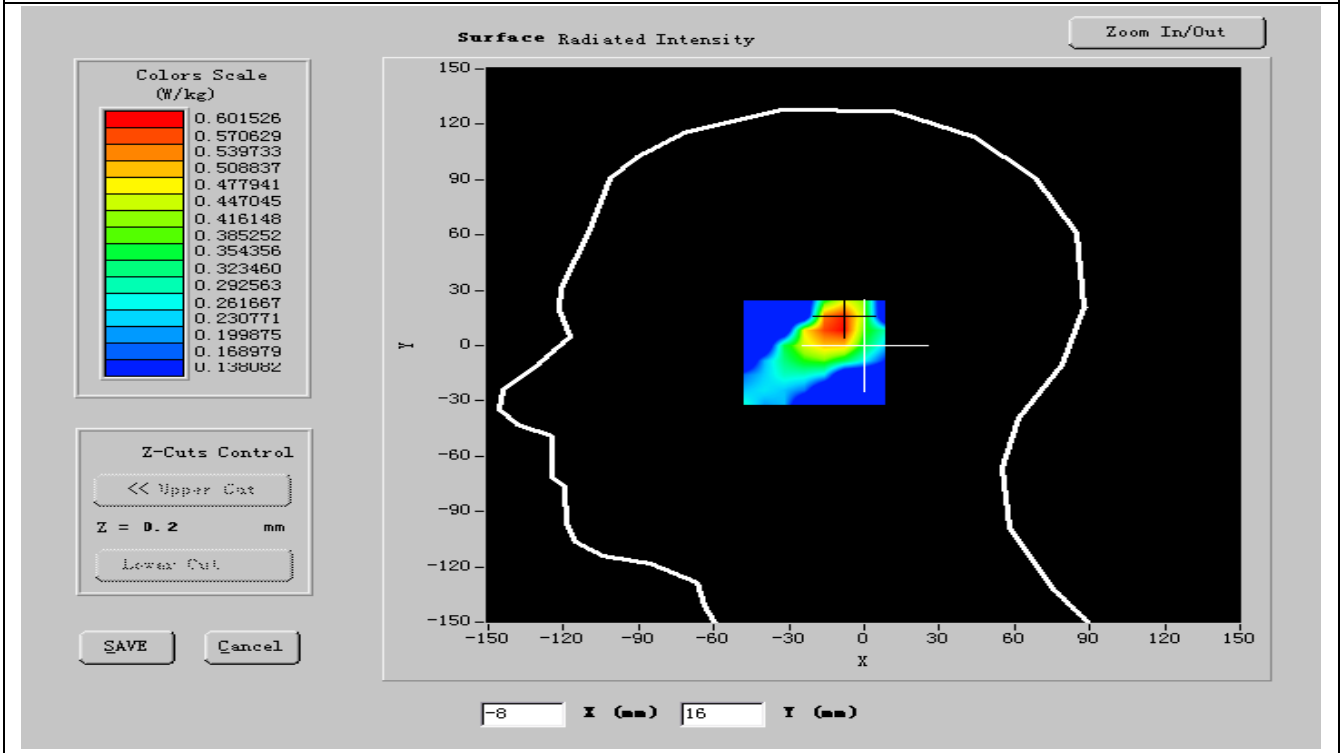 Surface Radiated Intensity
Zoom In/Out
Colors Scale
(W/kg)
0.601526
0.570629
0.539733
0.508837
0.477941
0.447045
0.416148
0.385252
0.354356
0.323460
0.292563
0.261667
0.230771
0.199875
0.168979
0.138082
Z-Cuts Control
<< Upper Cut
Z = 0.2 mm
Lower Cut
SAVE
Cancel
150
120
90
60
30
0
-30
-60
-90
-120
-150
Y
-150 -120 -90 -60 -30 0 30 60 90 120 150
X
-8 X (mm) 16 Y (mm)